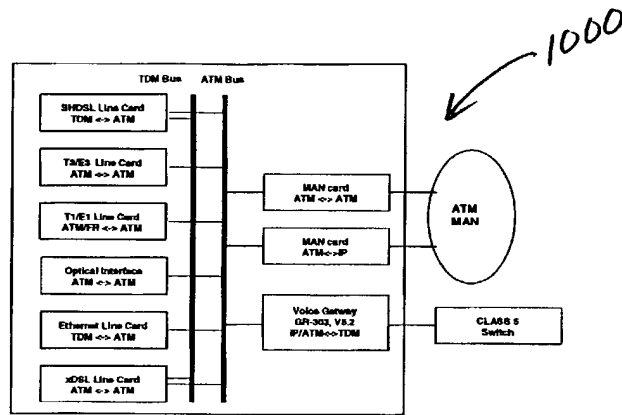 1000
TDM Bus ATM Bus
SHDSL Line Card
TDM <-> ATM
T3/E3 Line Card
ATM <-> ATM
T1/E1 Line Card
ATM/FR <-> ATM
Optical Interface
ATM <-> ATM
Ethernet Line Card
TDM <-> ATM
xDSL Line Card
ATM <-> ATM
MAN card
ATM <-> ATM
MAN card
ATM<->IP
Voice Gatway
GR-303, V5.2
IP/ATM<->TDM
ATM
MAN
CLASS 5
Switch